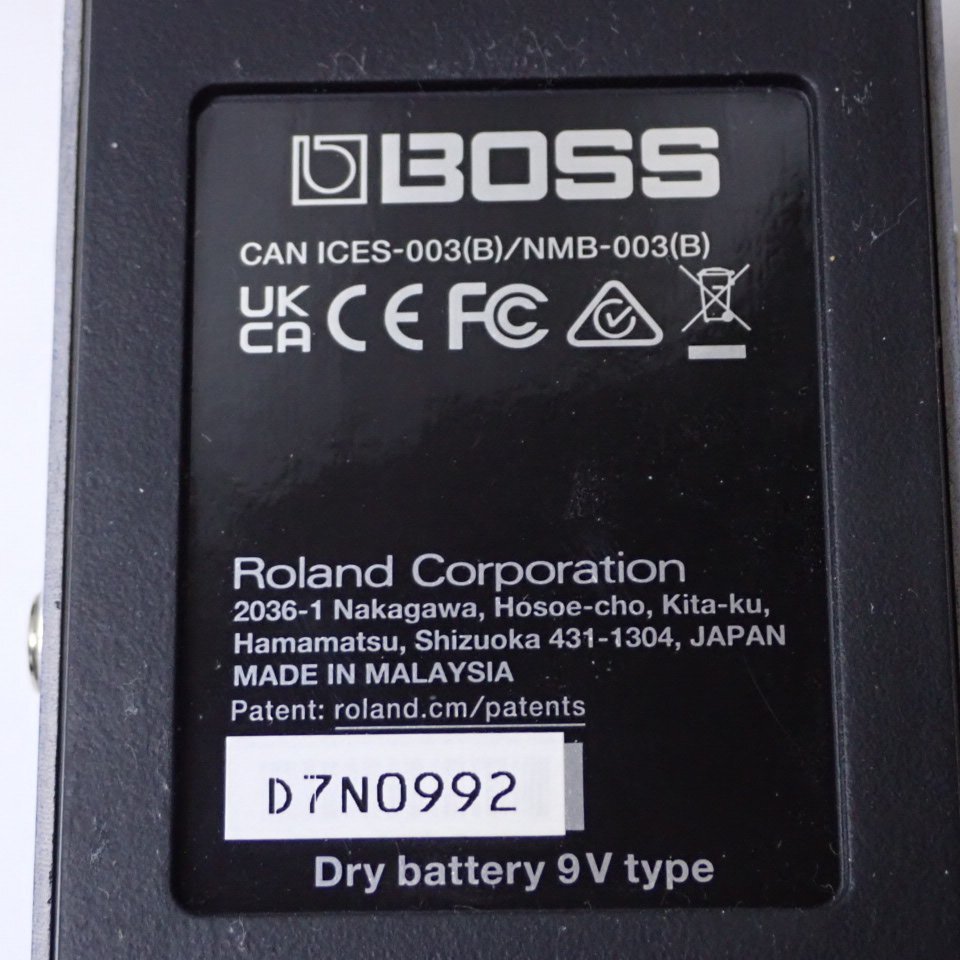 BOSS
CAN ICES-003(B)/NMB-003(B)
UK CA CE FC
Roland Corporation
2036-1 Nakagawa, Hosoe-cho, Kita-ku,
Hamamatsu, Shizuoka 431-1304, JAPAN
MADE IN MALAYSIA
Patent: roland.cm/patents
D7N0992
Dry battery 9V type